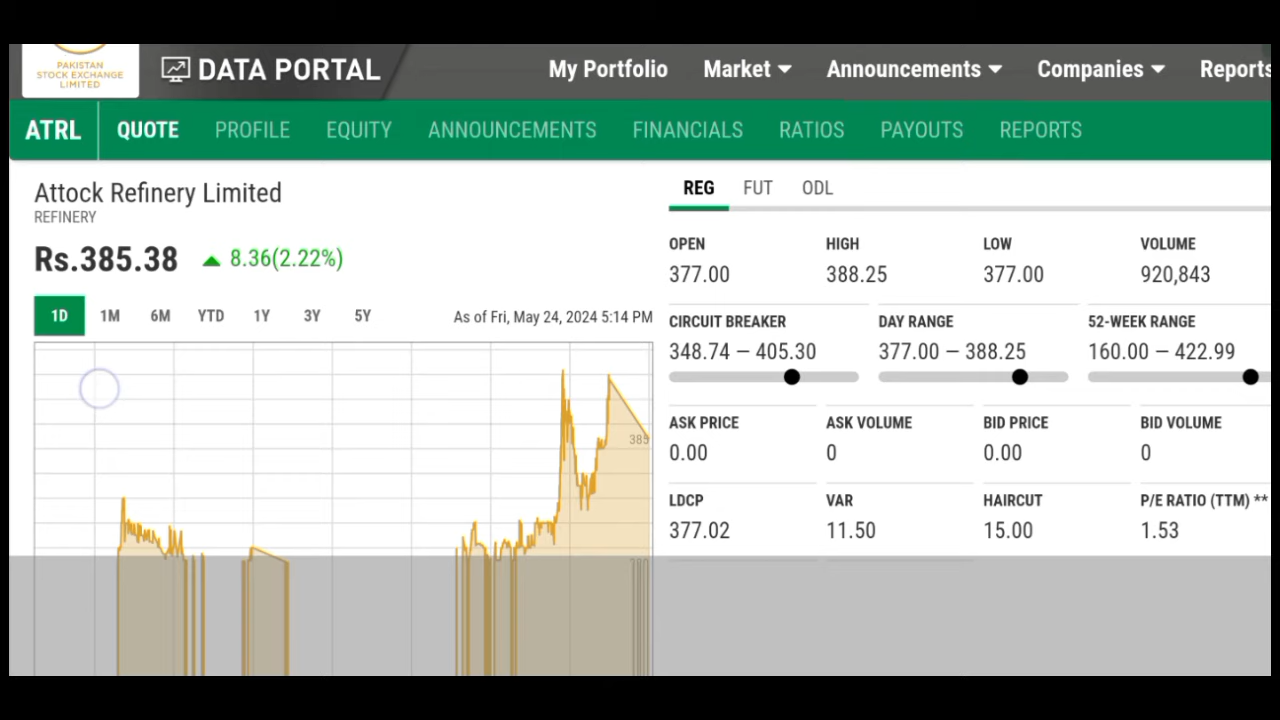 PAKISTAN
STOCK EXCHANGE
LIMITED
DATA PORTAL
My Portfolio
Market
Announcements
Companies
Reports
ATRL
QUOTE
PROFILE
EQUITY
ANNOUNCEMENTS
FINANCIALS
RATIOS
PAYOUTS
REPORTS
Attock Refinery Limited
REFINERY
Rs.385.38
8.36(2.22%)
1D
1M
6M
YTD
1Y
3Y
5Y
As of Fri, May 24, 2024 5:14 PM
385
REG
FUT
ODL
OPEN
377.00
HIGH
388.25
LOW
377.00
VOLUME
920,843
CIRCUIT BREAKER
348.74 — 405.30
DAY RANGE
377.00 — 388.25
52-WEEK RANGE
160.00 — 422.99
ASK PRICE
0.00
ASK VOLUME
0
BID PRICE
0.00
BID VOLUME
0
LDCP
377.02
VAR
11.50
HAIRCUT
15.00
P/E RATIO (TTM) **
1.53